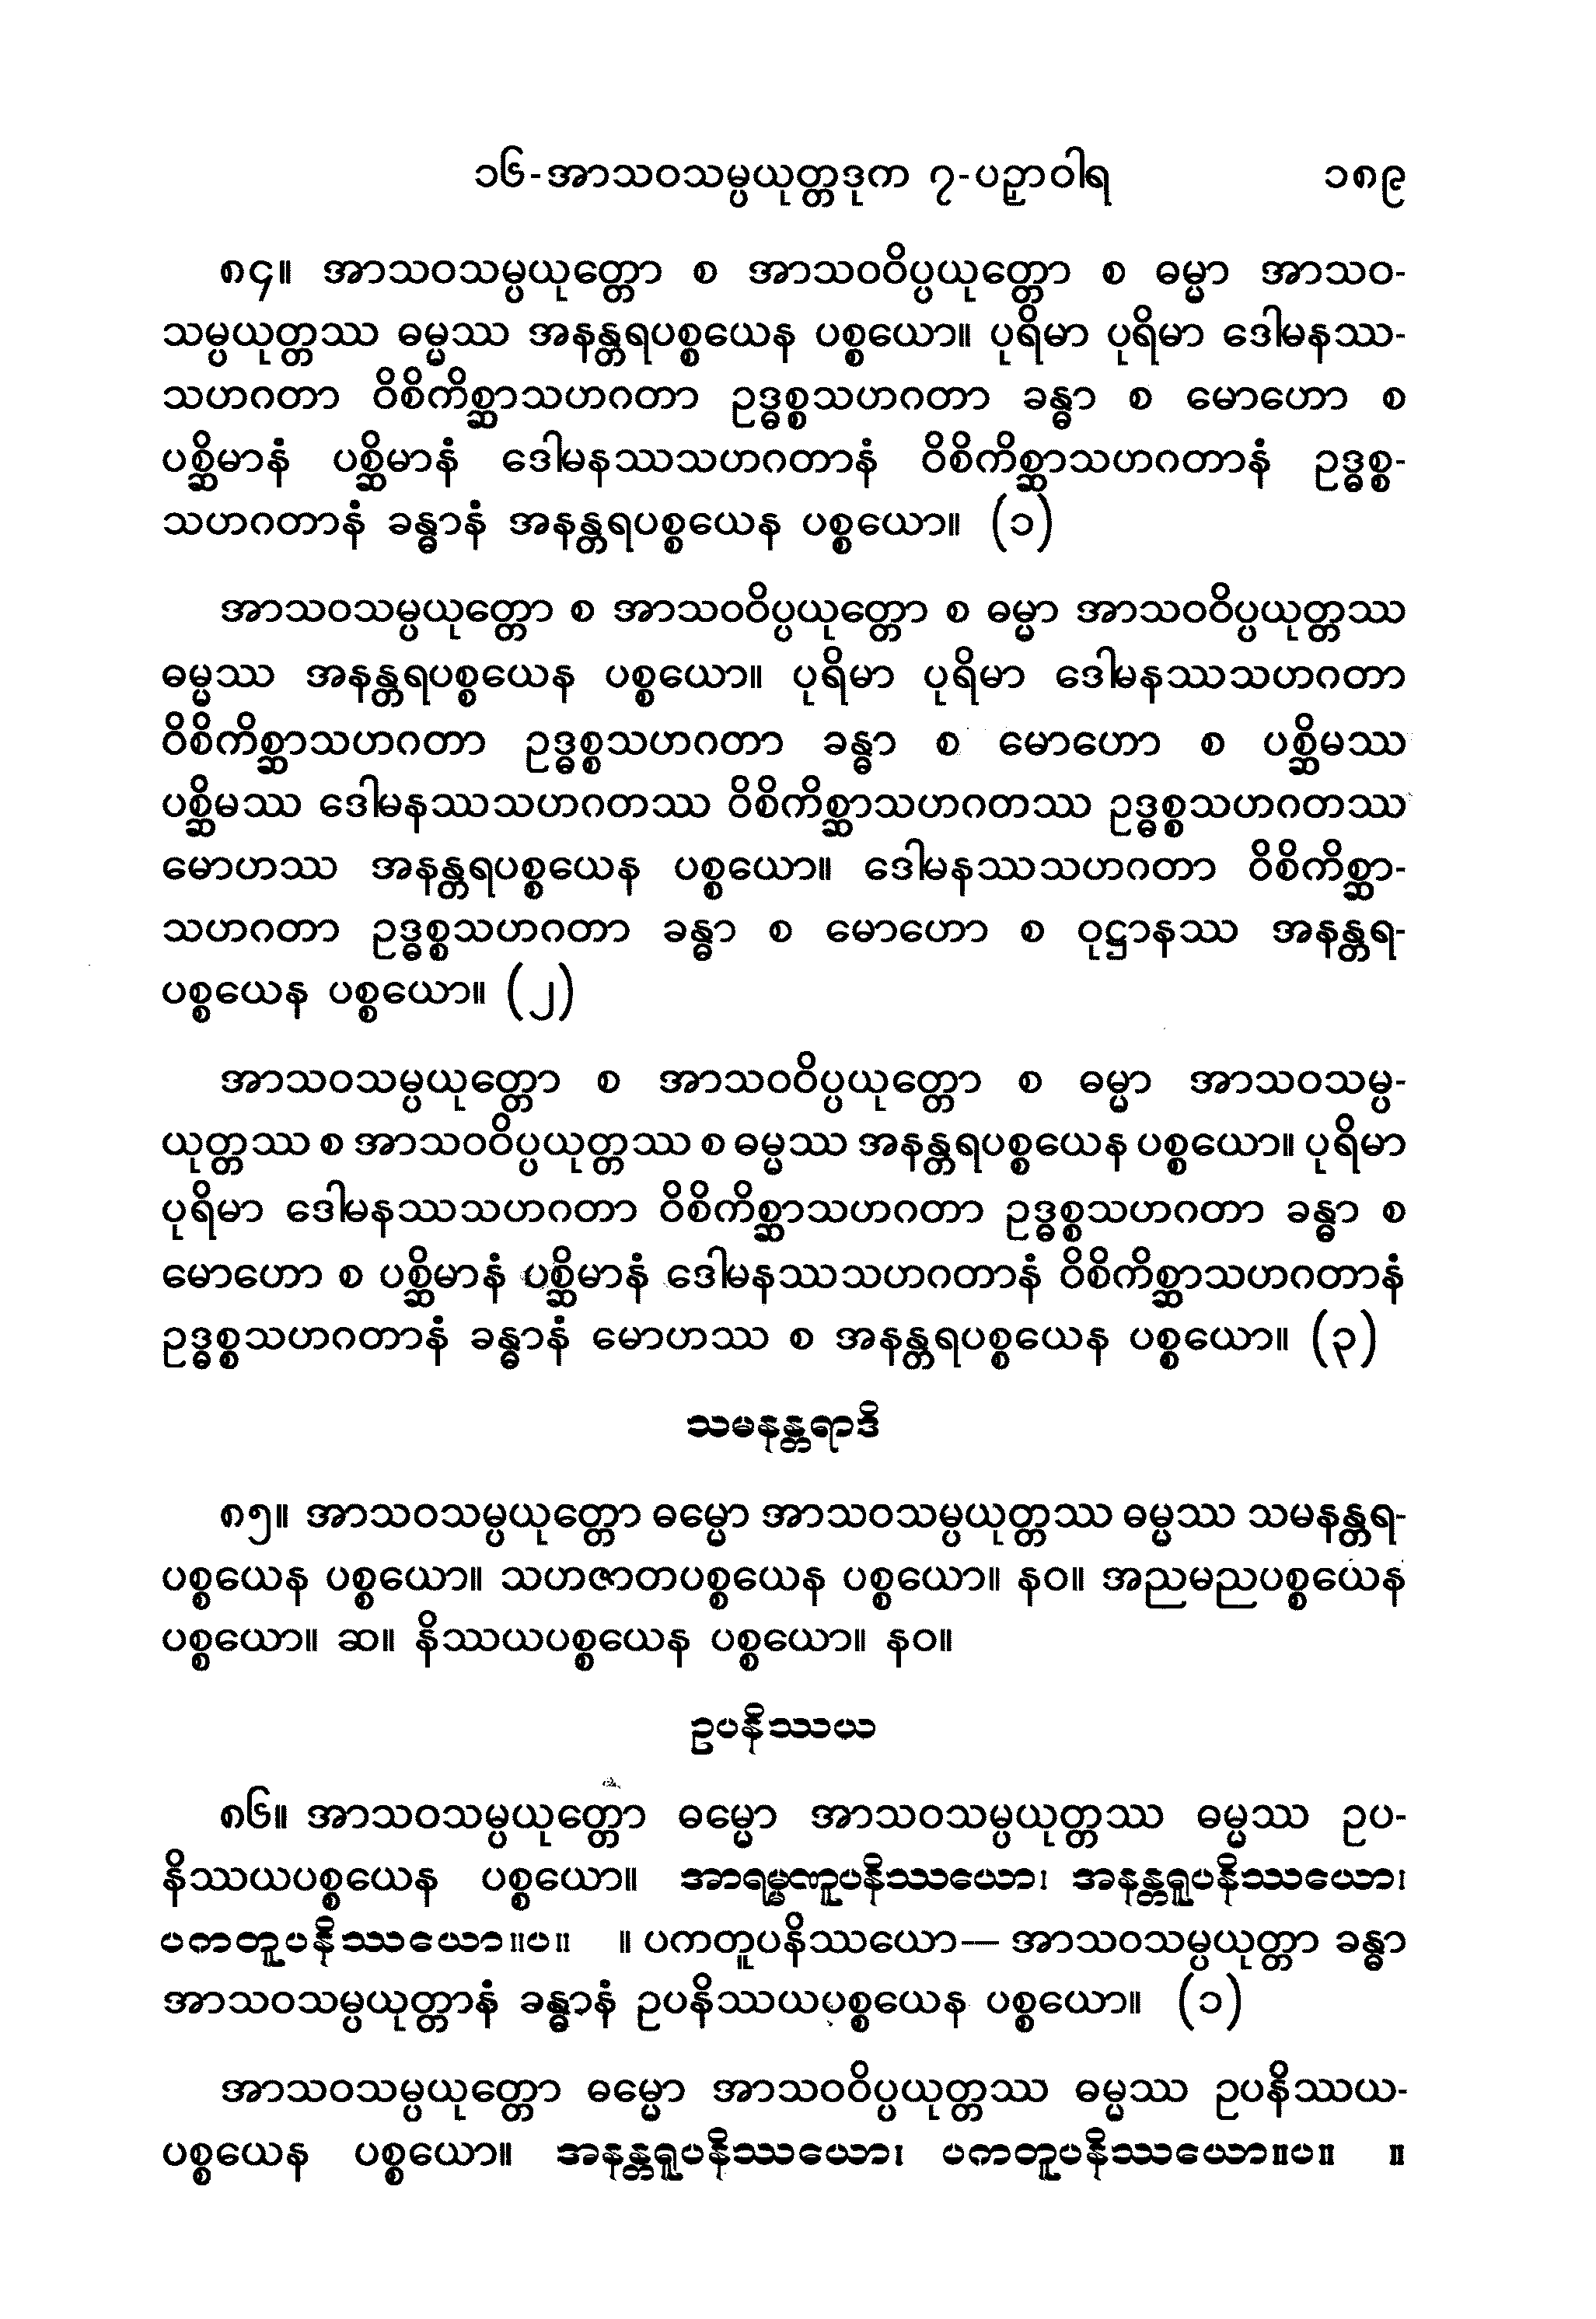 ၁၆-အာသဝသမ္ပယုတ္တဒုက ၇-ပဉှာဝါရ ၁၈၉
၈၄။ အာသဝသမ္ပယုတ္တော စ အာသဝဝိပ္ပယုတ္တော စ ဓမ္မာ အာသဝ-
သမ္ပယုတ္တဿ ဓမ္မဿ အနန္တရပစ္စယေန ပစ္စယော။ ပုရိမာ ပုရိမာ ဒေါမနဿ-
သဟဂတာ ဝိစိကိစ္ဆာသဟဂတာ ဥဒ္ဓစ္စသဟဂတာ ခန္ဓာ စ မောဟော စ
ပစ္ဆိမာနံ ပစ္ဆိမာနံ ဒေါမနဿသဟဂတာနံ ဝိစိကိစ္ဆာသဟဂတာနံ ဥဒ္ဓစ္စ-
သဟဂတာနံ ခန္ဓာနံ အနန္တရပစ္စယေန ပစ္စယော။ (၁)
အာသဝသမ္ပယုတ္တော စ အာသဝဝိပ္ပယုတ္တော စ ဓမ္မာ အာသဝဝိပ္ပယုတ္တဿ
ဓမ္မဿ အနန္တရပစ္စယေန ပစ္စယော။ ပုရိမာ ပုရိမာ ဒေါမနဿသဟဂတာ
ဝိစိကိစ္ဆာသဟဂတာ ဥဒ္ဓစ္စသဟဂတာ ခန္ဓာ စ မောဟော စ ပစ္ဆိမဿ
ပစ္ဆိမဿ ဒေါမနဿသဟဂတဿ ဝိစိကိစ္ဆာသဟဂတဿ ဥဒ္ဓစ္စသဟဂတဿ
မောဟဿ အနန္တရပစ္စယေန ပစ္စယော။ ဒေါမနဿသဟဂတာ ဝိစိကိစ္ဆာ-
သဟဂတာ ဥဒ္ဓစ္စသဟဂတာ ခန္ဓာ စ မောဟော စ ဝုဋ္ဌာနဿ အနန္တရ-
ပစ္စယေန ပစ္စယော။ (၂)
အာသဝသမ္ပယုတ္တော စ အာသဝဝိပ္ပယုတ္တော စ ဓမ္မာ အာသဝသမ္ပ-
ယုတ္တဿ စ အာသဝဝိပ္ပယုတ္တဿ စ ဓမ္မဿ အနန္တရပစ္စယေန ပစ္စယော။ ပုရိမာ
ပုရိမာ ဒေါမနဿသဟဂတာ ဝိစိကိစ္ဆာသဟဂတာ ဥဒ္ဓစ္စသဟဂတာ ခန္ဓာ စ
မောဟော စ ပစ္ဆိမာနံ ပစ္ဆိမာနံ ဒေါမနဿသဟဂတာနံ ဝိစိကိစ္ဆာသဟဂတာနံ
ဥဒ္ဓစ္စသဟဂတာနံ ခန္ဓာနံ မောဟဿ စ အနန္တရပစ္စယေန ပစ္စယော။ (၃)
သမနန္တရာဒိ
၈၅။ အာသဝသမ္ပယုတ္တော ဓမ္မော အာသဝသမ္ပယုတ္တဿ ဓမ္မဿ သမနန္တရ-
ပစ္စယေန ပစ္စယော။ သဟဇာတပစ္စယေန ပစ္စယော။ နဝ။ အညမညပစ္စယေန
ပစ္စယော။ ဆ။ နိဿယပစ္စယေန ပစ္စယော။ နဝ။
ဥပနိဿယ
၈၆။ အာသဝသမ္ပယုတ္တော ဓမ္မော အာသဝသမ္ပယုတ္တဿ ဓမ္မဿ ဥပ-
နိဿယပစ္စယေန ပစ္စယော။ အာရမ္မဏူပနိဿယော၊ အနန္တရူပနိဿယော၊
ပကတူပနိဿယော။ပ။ ။ ပကတူပနိဿယော— အာသဝသမ္ပယုတ္တာ ခန္ဓာ
အာသဝသမ္ပယုတ္တာနံ ခန္ဓာနံ ဥပနိဿယပစ္စယေန ပစ္စယော။ (၁)
အာသဝသမ္ပယုတ္တော ဓမ္မော အာသဝဝိပ္ပယုတ္တဿ ဓမ္မဿ ဥပနိဿယ-
ပစ္စယေန ပစ္စယော။ အနန္တရူပနိဿယော၊ ပကတူပနိဿယော။ပ။ ။